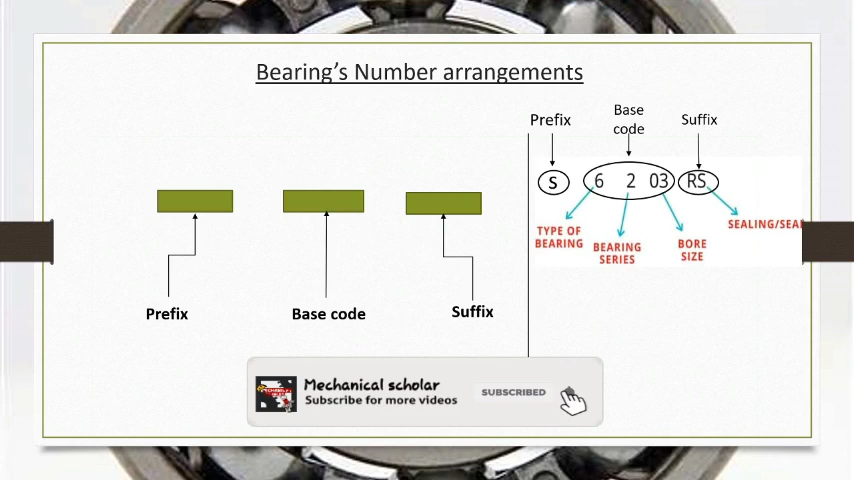 Bearing's Number arrangements
Prefix
Base
code
Suffix
S
6 2 03
RS
TYPE OF
BEARING
BEARING
SERIES
BORE
SIZE
SEALING/SEA
Prefix
Base code
Suffix
Mechanical scholar
Subscribe for more videos
SUBSCRIBED